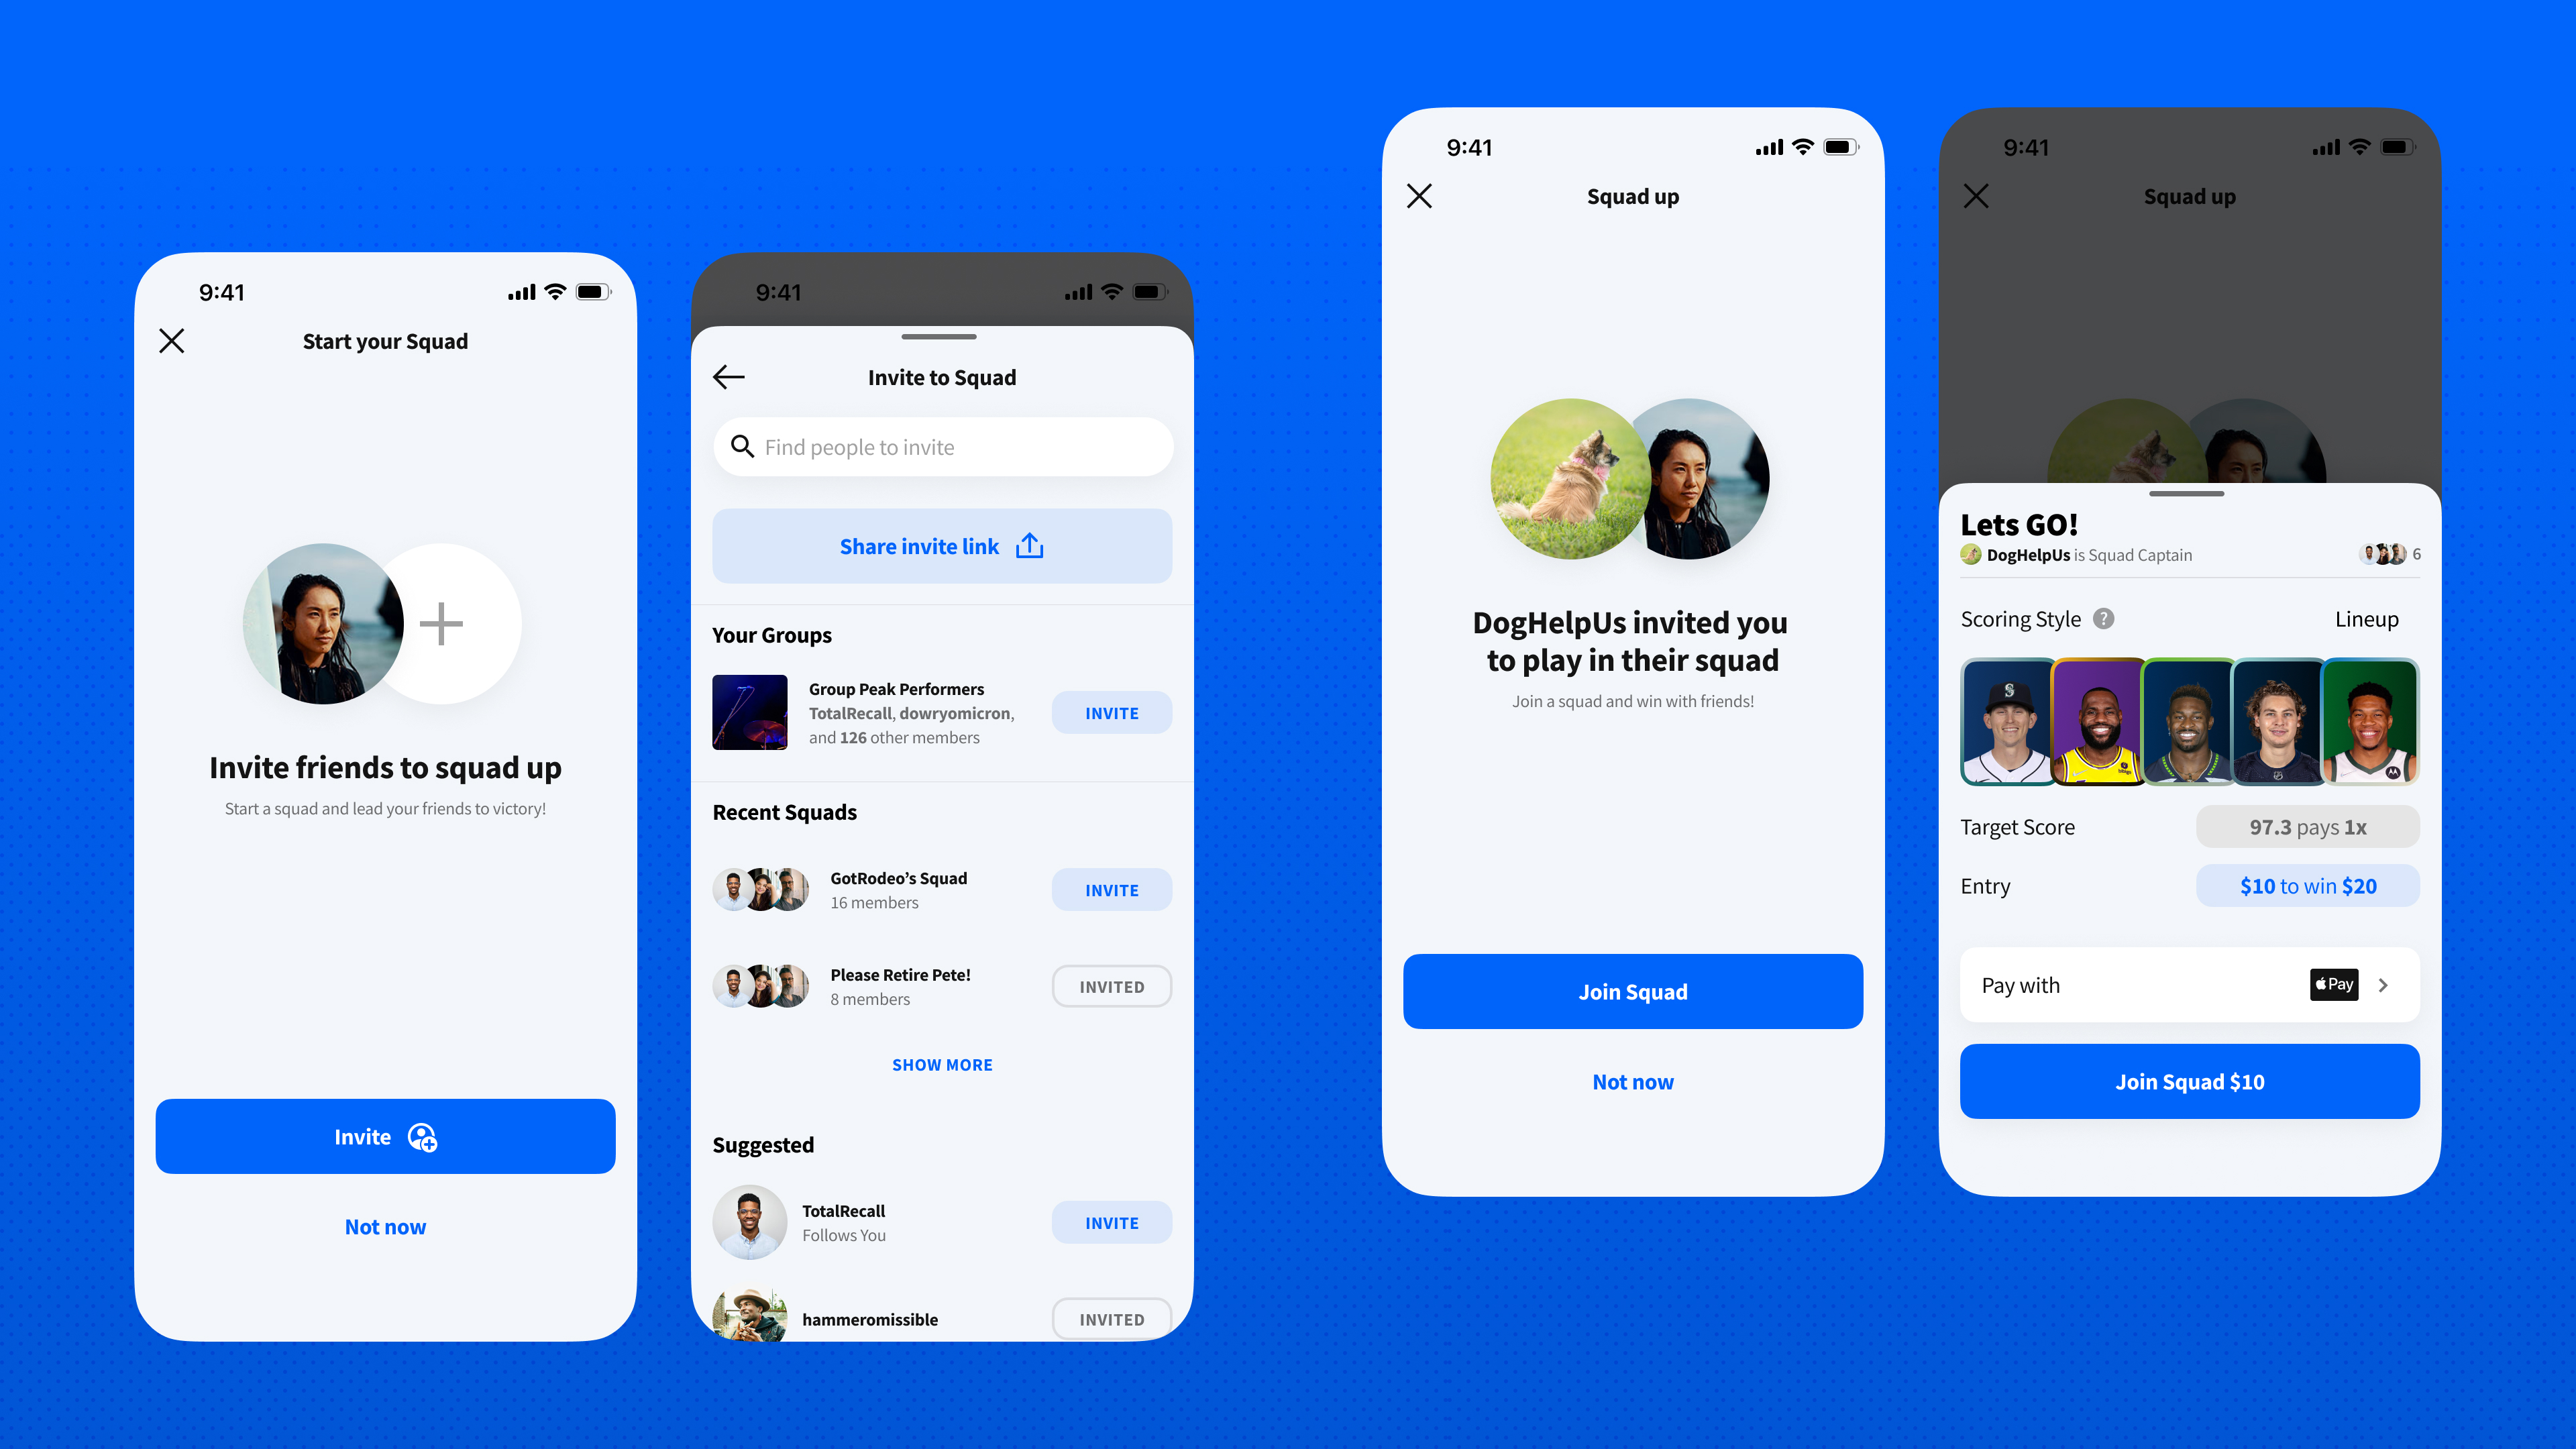 9:41
Start your Squad
Invite friends to squad up
Start a squad and lead your friends to victory!
Invite
Not now
9:41
Invite to Squad
Find people to invite
Share invite link
Your Groups
Group Peak Performers
TotalRecall, dowryomicron,
and 126 other members
INVITE
Recent Squads
GotRodeo’s Squad
16 members
INVITE
Please Retire Pete!
8 members
INVITED
SHOW MORE
Suggested
TotalRecall
Follows You
INVITE
hammeromissible
INVITED
9:41
Squad up
DogHelpUs invited you
to play in their squad
Join a squad and win with friends!
Join Squad
Not now
9:41
Squad up
Lets GO!
DogHelpUs is Squad Captain
6
Scoring Style ?
Lineup
S
Target Score
97.3 pays 1x
Entry
$10 to win $20
Pay with
Pay
Join Squad $10